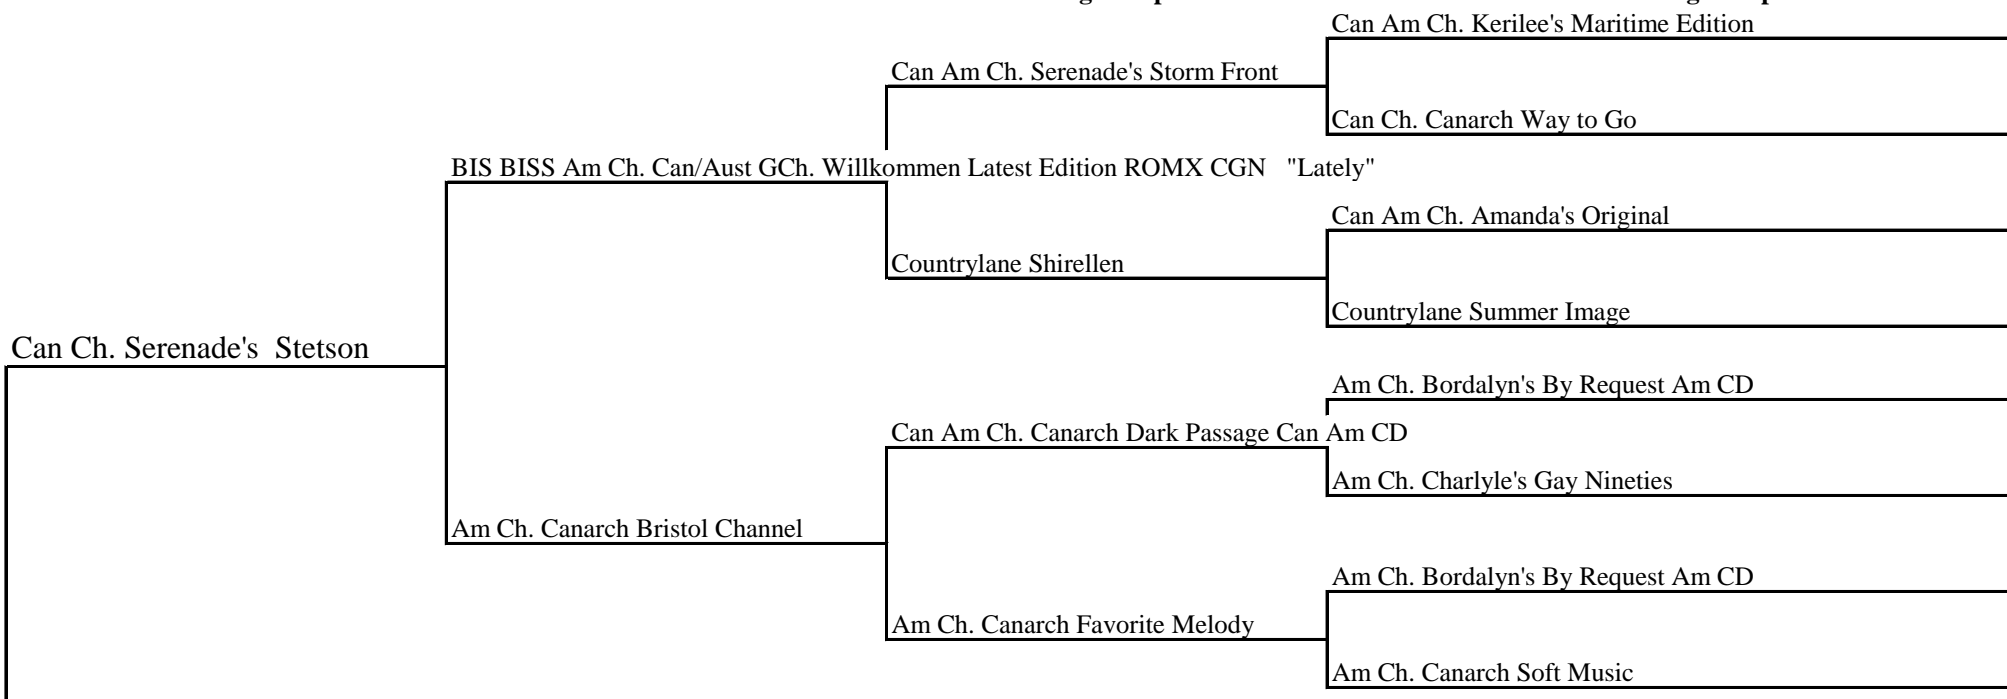 Can Am Ch. Kerilee's Maritime Edition
Can Am Ch. Serenade's Storm Front
Can Ch. Canarch Way to Go
BIS BISS Am Ch. Can/Aust GCh. Willkommen Latest Edition ROMX CGN "Lately"
Can Am Ch. Amanda's Original
Countrylane Shirellen
Countrylane Summer Image
Can Ch. Serenade's Stetson
Am Ch. Bordalyn's By Request Am CD
Can Am Ch. Canarch Dark Passage Can Am CD
Am Ch. Charlyle's Gay Nineties
Am Ch. Canarch Bristol Channel
Am Ch. Bordalyn's By Request Am CD
Am Ch. Canarch Favorite Melody
Am Ch. Canarch Soft Music